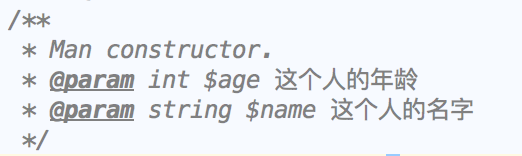 /**
 * Man constructor.
 * @param int $age 这个人的年龄
 * @param string $name 这个人的名字
 */